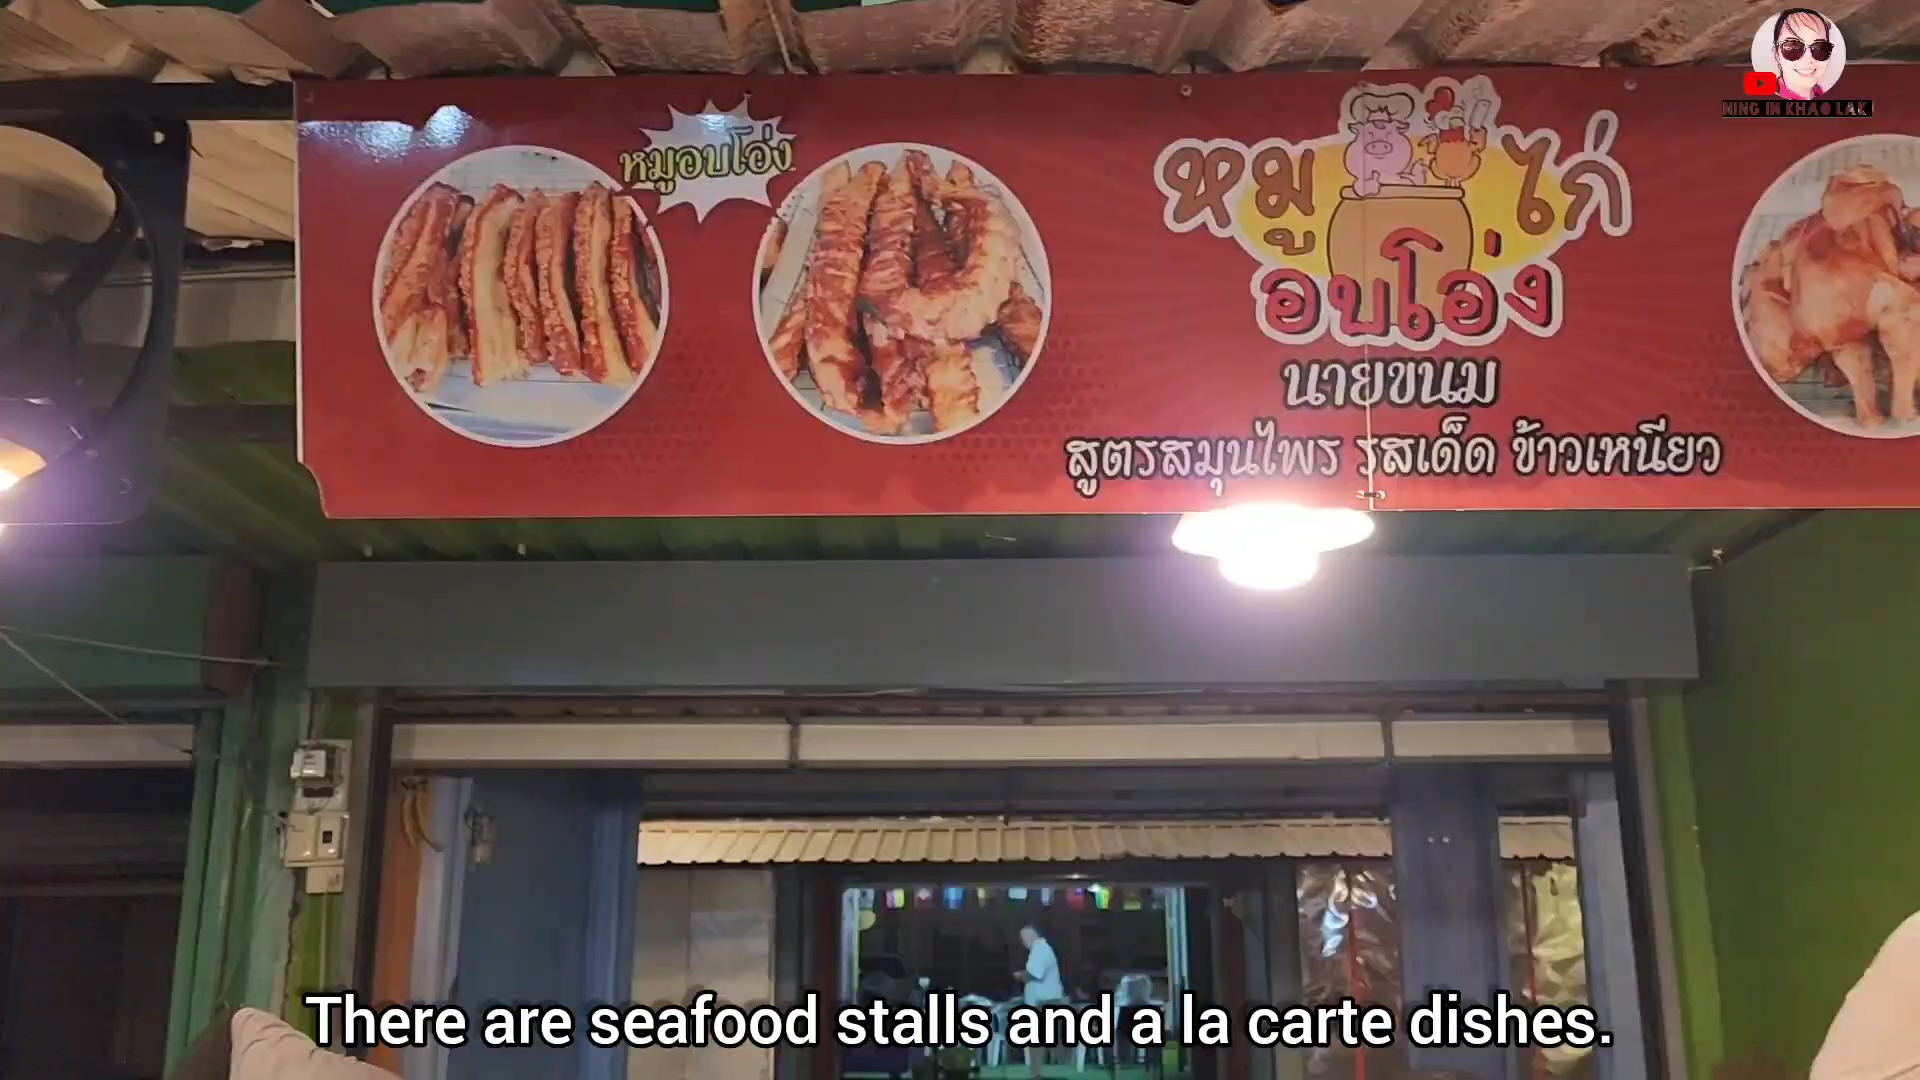 NING IN KHAO LAK
หมูอบโอ่ง
หมู ไก่
อบโอ่ง
นายขนม
สูตรสมุนไพร รสเด็ด ข้าวเหนียว
There are seafood stalls and a la carte dishes.